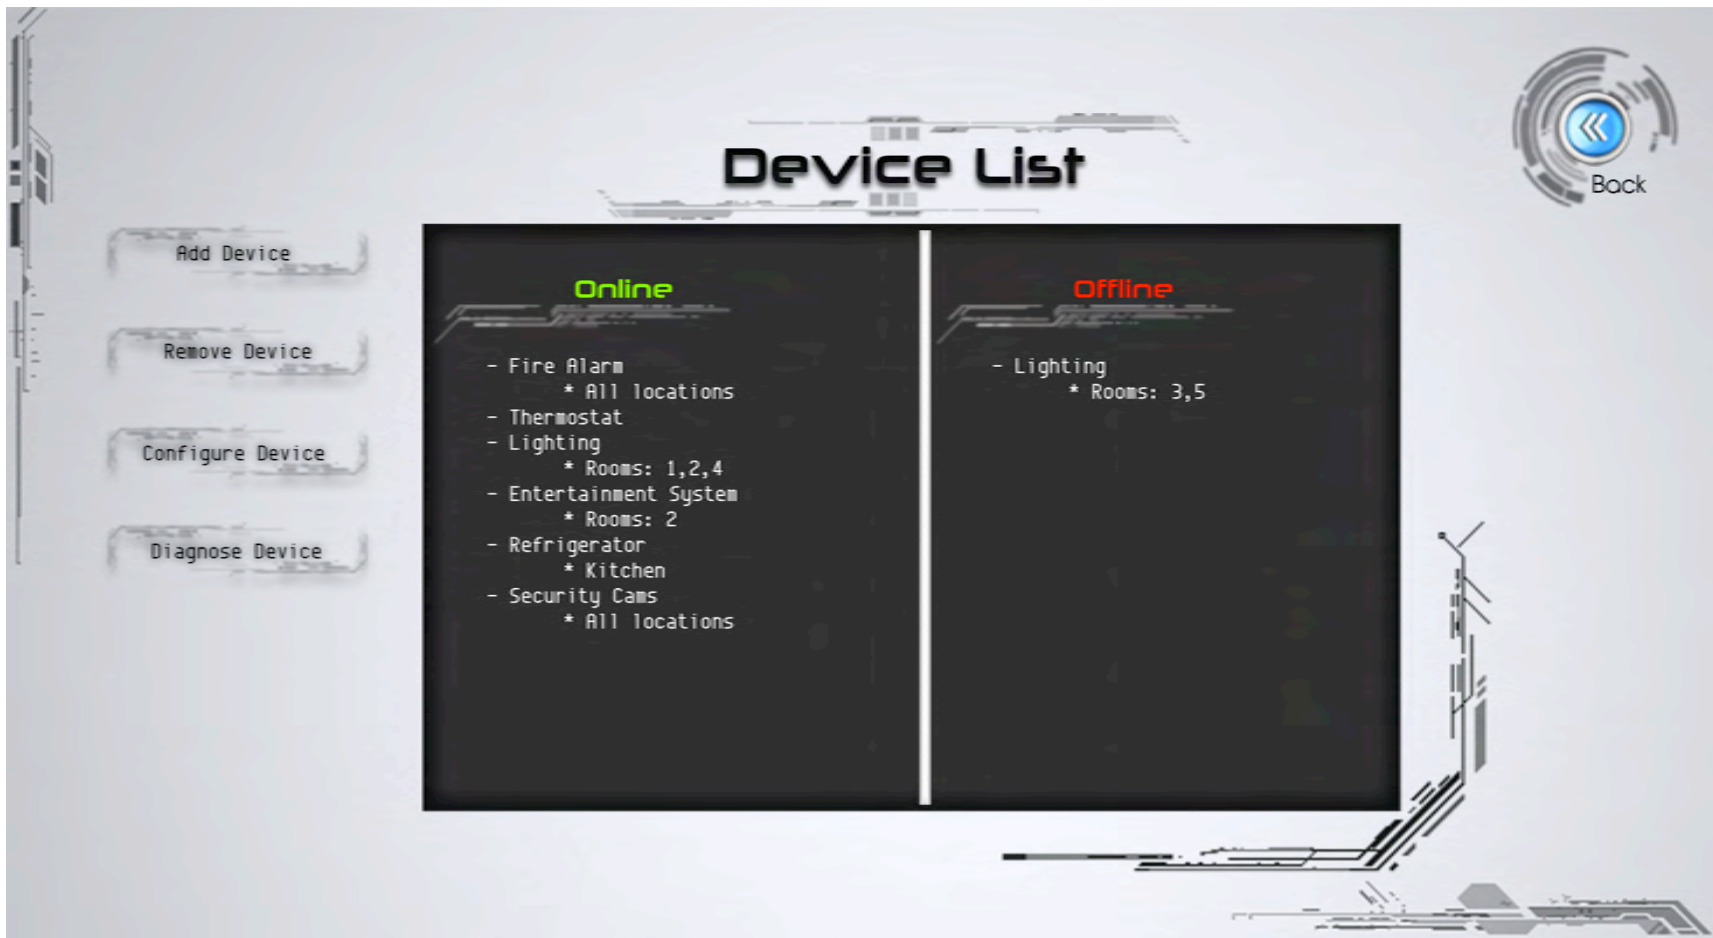 Device List
Back
Add Device
Remove Device
Configure Device
Diagnose Device
Online
- Fire Alarm
* All locations
- Thermostat
- Lighting
* Rooms: 1,2,4
- Entertainment System
* Rooms: 2
- Refrigerator
* Kitchen
- Security Cams
* All locations
Offline
- Lighting
* Rooms: 3,5